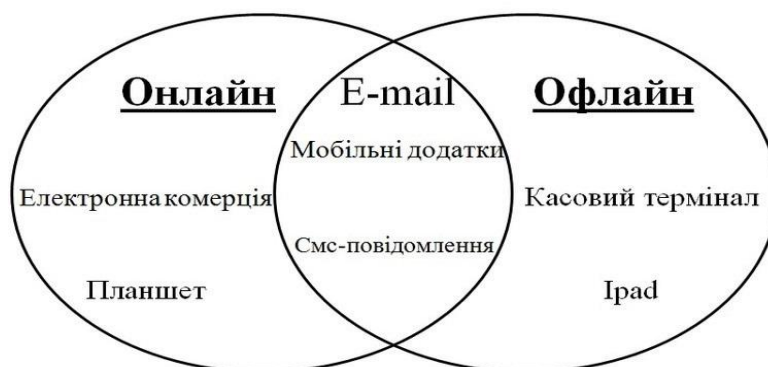 Онлайн
E-mail
Офлайн
Мобільні додатки
Електронна комерція
Касовий термінал
Смс-повідомлення
Планшет
Ipad